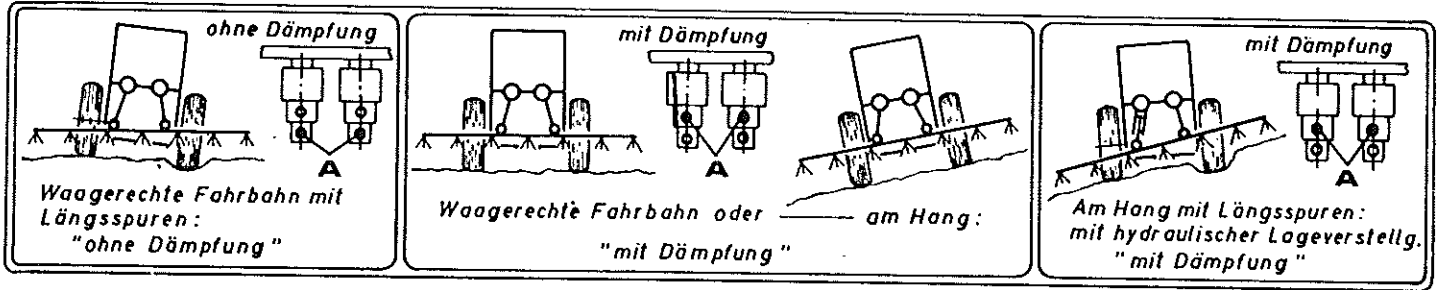 ohne Dämpfung
A
Waagerechte Fahrbahn mit
Längsspuren:
"ohne Dämpfung"
mit Dämpfung
A
Waagerechte Fahrbahn oder ——— am Hang:
"mit Dämpfung"
mit Dämpfung
A
Am Hang mit Längsspuren:
mit hydraulischer Lageverstellg.
"mit Dämpfung"